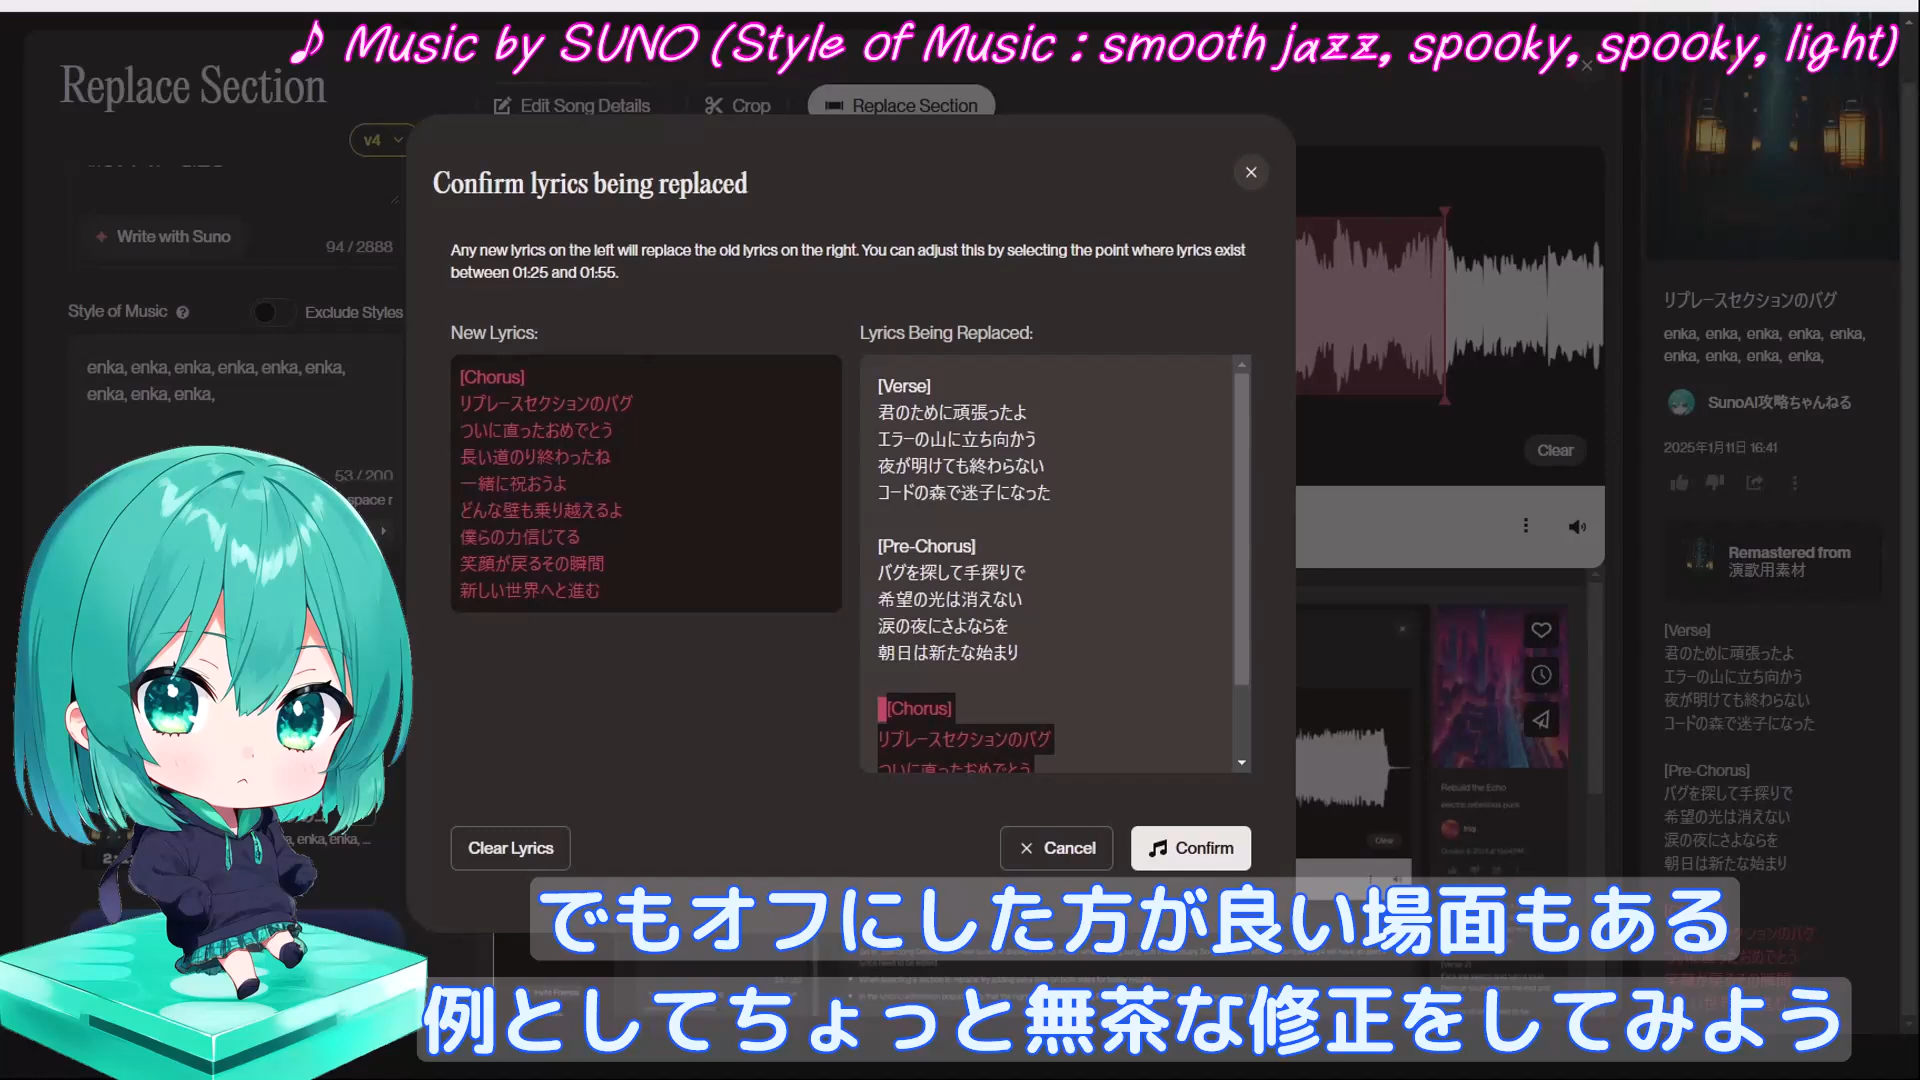 ♪ Music by SUNO (Style of Music : smooth jazz, spooky, spooky, light)
Replace Section
Edit Song Details
Crop
Replace Section
v4
Write with Suno
94 / 2888
Style of Music
Exclude Styles
enka, enka, enka, enka, enka, enka,
enka, enka, enka,
53 / 200
space r
enka, enka, ...
Confirm lyrics being replaced
Any new lyrics on the left will replace the old lyrics on the right. You can adjust this by selecting the point where lyrics exist
between 01:25 and 01:55.
New Lyrics:
[Chorus]
リプレースセクションのバグ
ついに直ったおめでとう
長い道のり終わったね
一緒に祝おうよ
どんな壁も乗り越えるよ
僕らの力信じてる
笑顔が戻るその瞬間
新しい世界へと進む
Lyrics Being Replaced:
[Verse]
君のために頑張ったよ
エラーの山に立ち向かう
夜が明けても終わらない
コードの森で迷子になった
[Pre-Chorus]
バグを探して手探りで
希望の光は消えない
涙の夜にさよならを
朝日は新たな始まり
[Chorus]
リプレースセクションのバグ
ついに直ったおめでとう
Clear Lyrics
Cancel
Confirm
Clear
Rebuild the Echo
Clear
リプレースセクションのバグ
enka, enka, enka, enka, enka,
enka, enka, enka, enka,
SunoAI攻略ちゃんねる
2025年1月11日 16:41
Remastered from
演歌用素材
[Verse]
君のために頑張ったよ
エラーの山に立ち向かう
夜が明けても終わらない
コードの森で迷子になった
[Pre-Chorus]
バグを探して手探りで
希望の光は消えない
涙の夜にさよならを
朝日は新たな始まり
でもオフにした方が良い場面もある
例としてちょっと無茶な修正をしてみよう